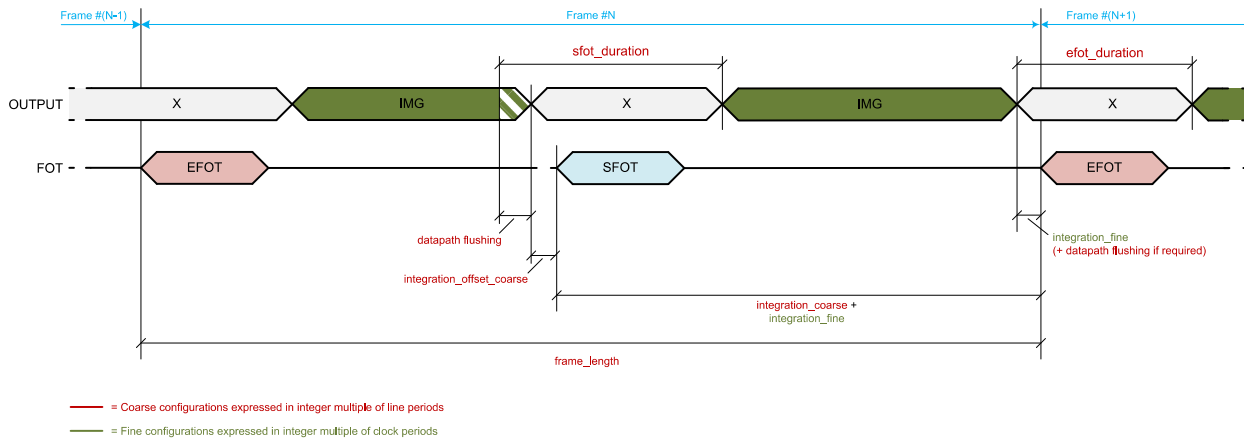 Frame #(N-1)
Frame #N
Frame #(N+1)
sfot_duration
efot_duration
OUTPUT
X
IMG
X
IMG
X
FOT
EFOT
SFOT
EFOT
datapath flushing
integration_offset_coarse
integration_fine
(+ datapath flushing if required)
integration_coarse +
integration_fine
frame_length
= Coarse configurations expressed in integer multiple of line periods
= Fine configurations expressed in integer multiple of clock periods